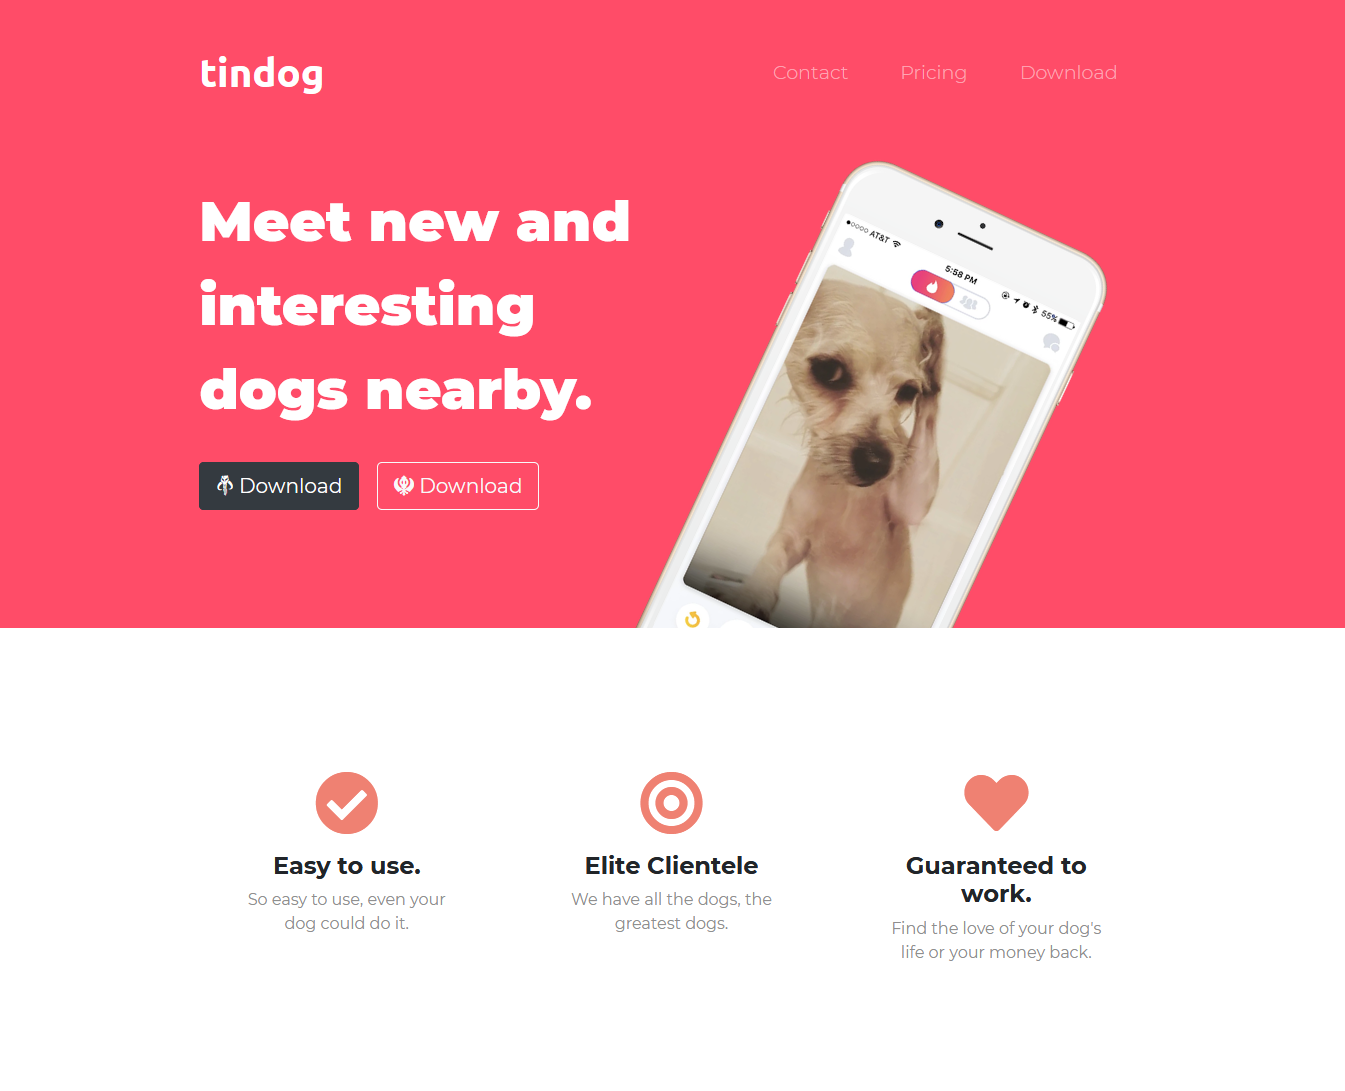 tindog
Contact Pricing Download
Meet new and
interesting
dogs nearby.
Download Download
AT&T
5:58 PM
55%
Easy to use.
So easy to use, even your
dog could do it.
Elite Clientele
We have all the dogs, the
greatest dogs.
Guaranteed to
work.
Find the love of your dog's
life or your money back.